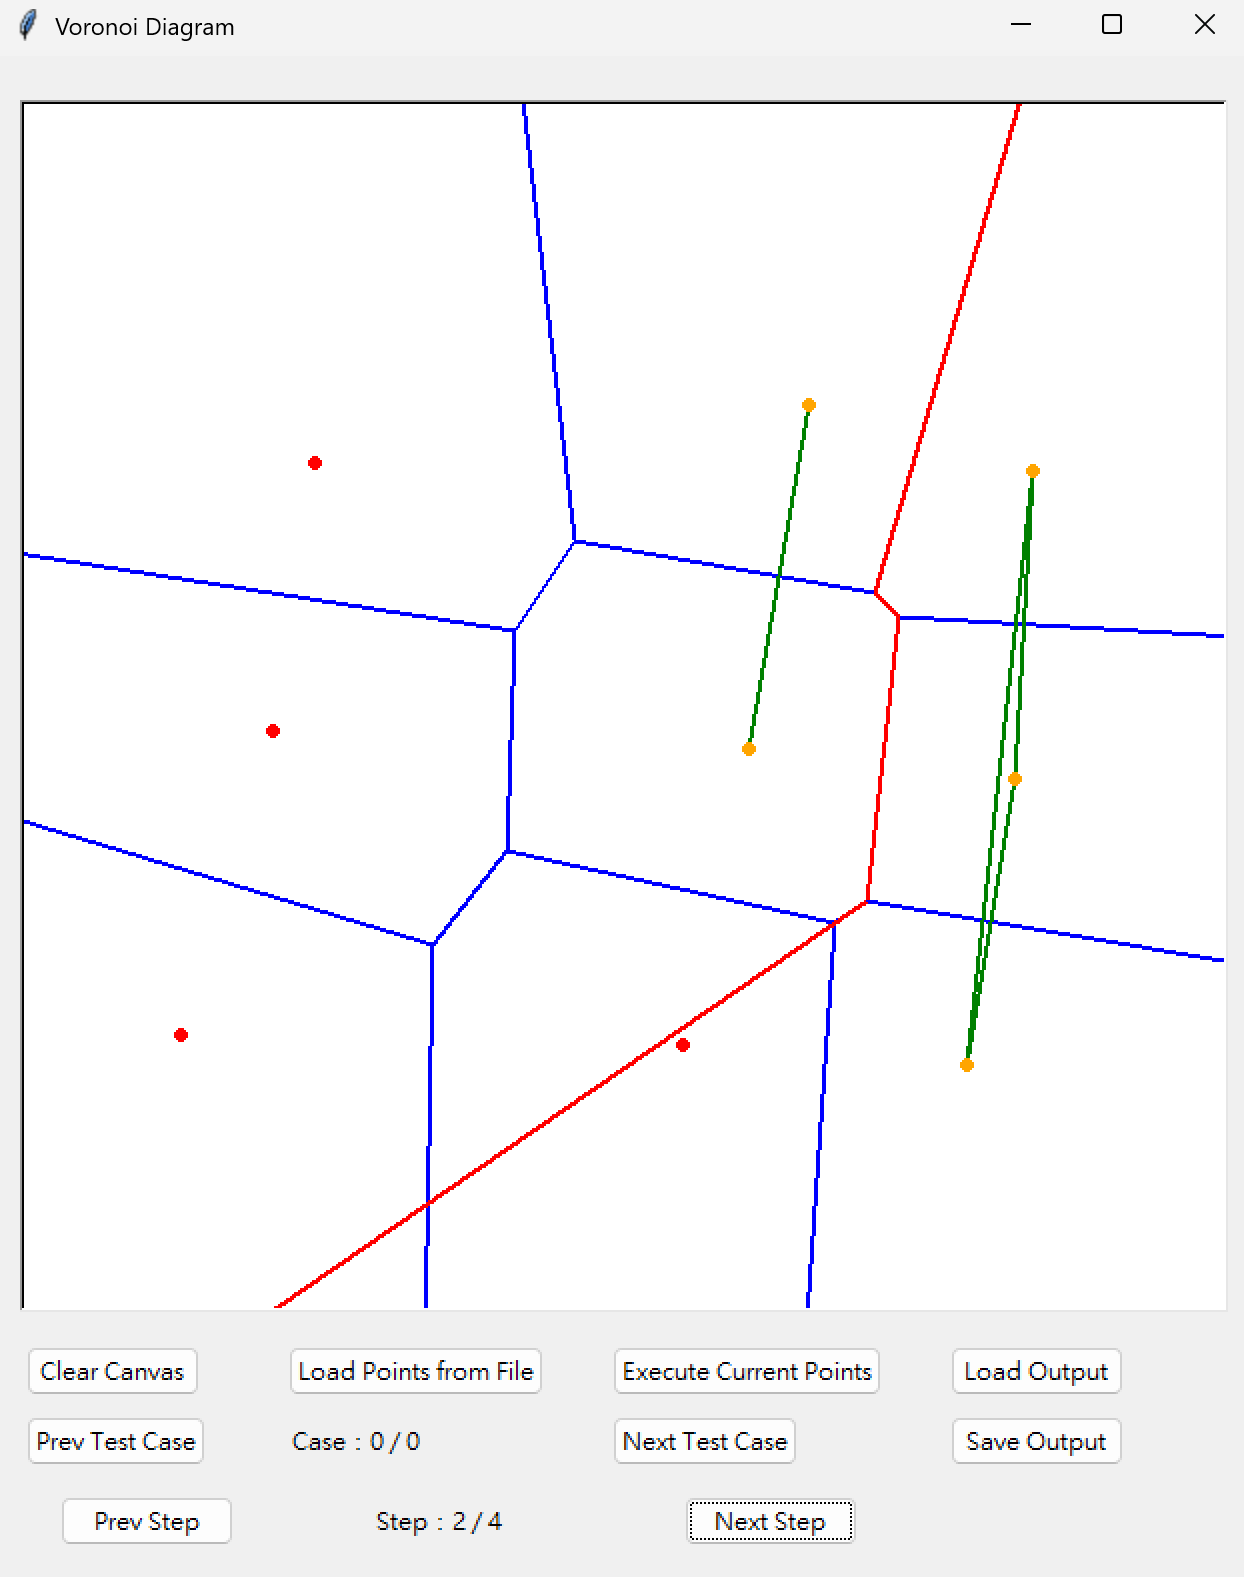 Voronoi Diagram
Clear Canvas
Load Points from File
Execute Current Points
Load Output
Prev Test Case
Case : 0 / 0
Next Test Case
Save Output
Prev Step
Step : 2 / 4
Next Step